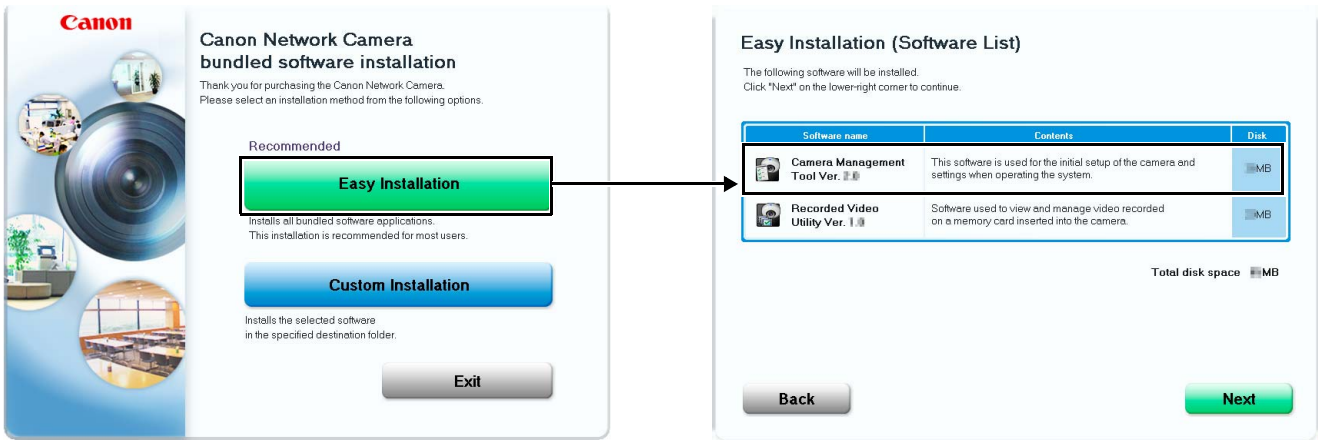 Canon
Canon Network Camera
bundled software installation
Thank you for purchasing the Canon Network Camera.
Please select an installation method from the following options.
Recommended
Easy Installation
Installs all bundled software applications.
This installation is recommended for most users.
Custom Installation
Installs the selected software
in the specified destination folder.
Exit
Easy Installation (Software List)
The following software will be installed.
Click "Next" on the lower-right corner to continue.
Software name Contents Disk
Camera Management
Tool Ver.
This software is used for the initial setup of the camera and
settings when operating the system.
MB
Recorded Video
Utility Ver.
Software used to view and manage video recorded
on a memory card inserted into the camera.
MB
Total disk space MB
Back
Next